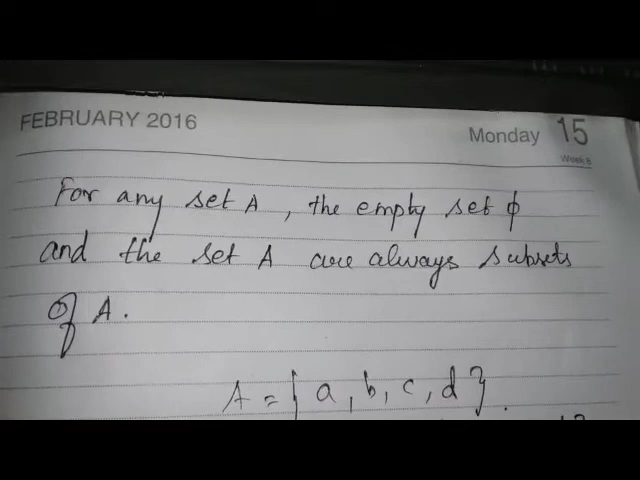 FEBRUARY 2016
Monday 15
Week 8
For any set A, the empty set ϕ
and the set A are always subsets
of A.
A = { a, b, c, d }.